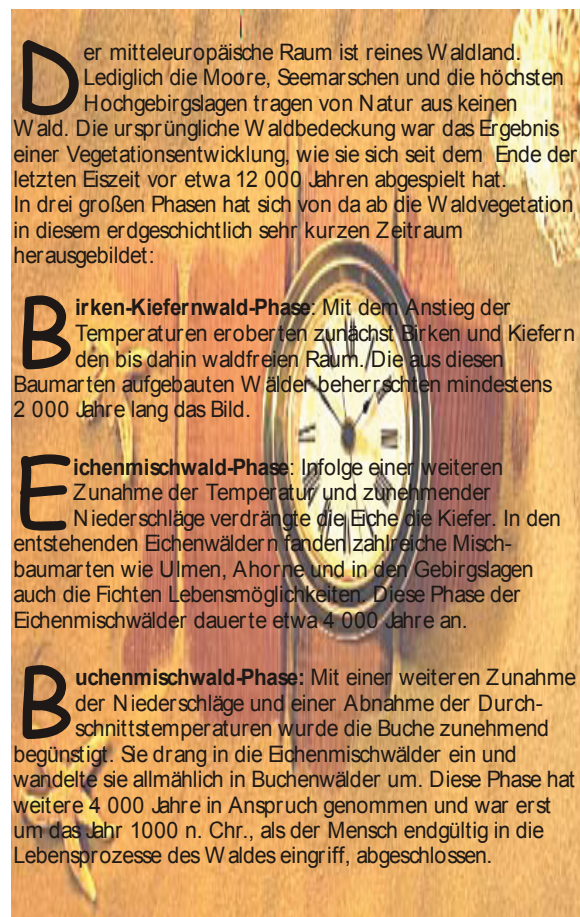 Der mitteleuropäische Raum ist reines Waldland.
Lediglich die Moore, Seemarschen und die höchsten
Hochgebirgslagen tragen von Natur aus keinen
Wald. Die ursprüngliche Waldbedeckung war das Ergebnis
einer Vegetationsentwicklung, wie sie sich seit dem Ende der
letzten Eiszeit vor etwa 12 000 Jahren abgespielt hat.
In drei großen Phasen hat sich von da ab die Waldvegetation
in diesem erdgeschichtlich sehr kurzen Zeitraum
herausgebildet:
Birken-Kiefernwald-Phase: Mit dem Anstieg der
Temperaturen eroberten zunächst Birken und Kiefern
den bis dahin waldfreien Raum. Die aus diesen
Baumarten aufgebauten Wälder beherrschten mindestens
2 000 Jahre lang das Bild.
Eichenmischwald-Phase: Infolge einer weiteren
Zunahme der Temperatur und zunehmender
Niederschläge verdrängte die Eiche die Kiefer. In den
entstehenden Eichenwäldern fanden zahlreiche Misch-
baumarten wie Ulmen, Ahorne und in den Gebirgslagen
auch die Fichten Lebensmöglichkeiten. Diese Phase der
Eichenmischwälder dauerte etwa 4 000 Jahre an.
Buchenmischwald-Phase: Mit einer weiteren Zunahme
der Niederschläge und einer Abnahme der Durch-
schnittstemperaturen wurde die Buche zunehmend
begünstigt. Sie drang in die Eichenmischwälder ein und
wandelte sie allmählich in Buchenwälder um. Diese Phase hat
weitere 4 000 Jahre in Anspruch genommen und war erst
um das Jahr 1000 n. Chr., als der Mensch endgültig in die
Lebensprozesse des Waldes eingriff, abgeschlossen.